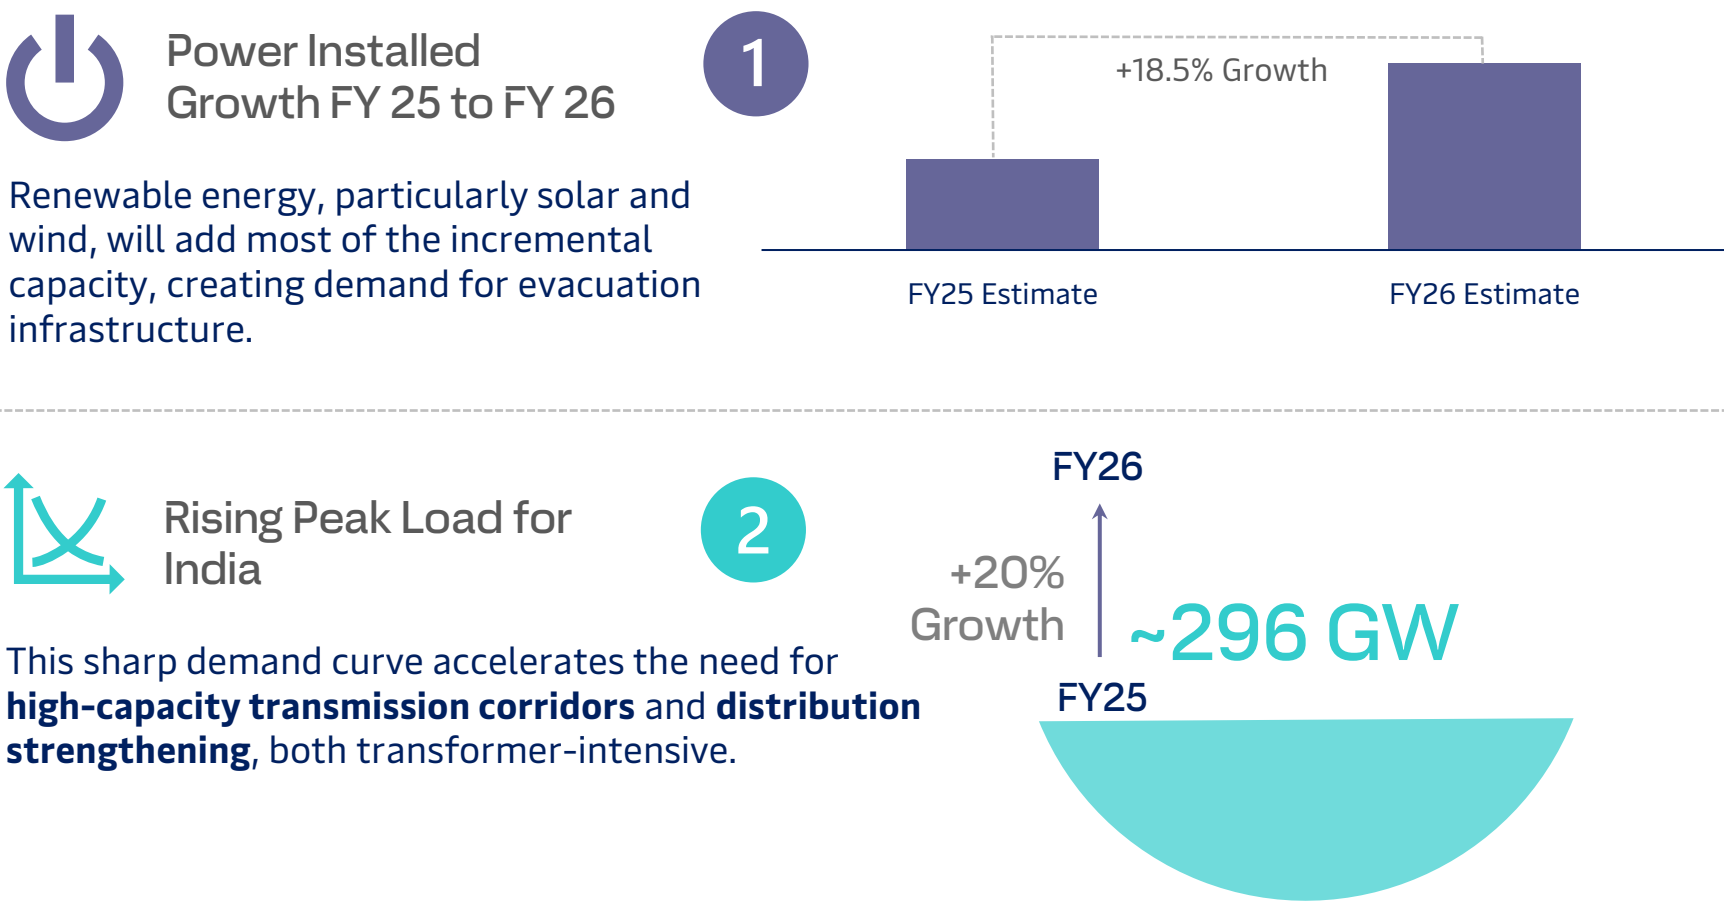 Power Installed
Growth FY 25 to FY 26
1
Renewable energy, particularly solar and
wind, will add most of the incremental
capacity, creating demand for evacuation
infrastructure.
+18.5% Growth
FY25 Estimate
FY26 Estimate
Rising Peak Load for
India
2
This sharp demand curve accelerates the need for
high-capacity transmission corridors and distribution
strengthening, both transformer-intensive.
FY26
+20%
Growth
~296 GW
FY25